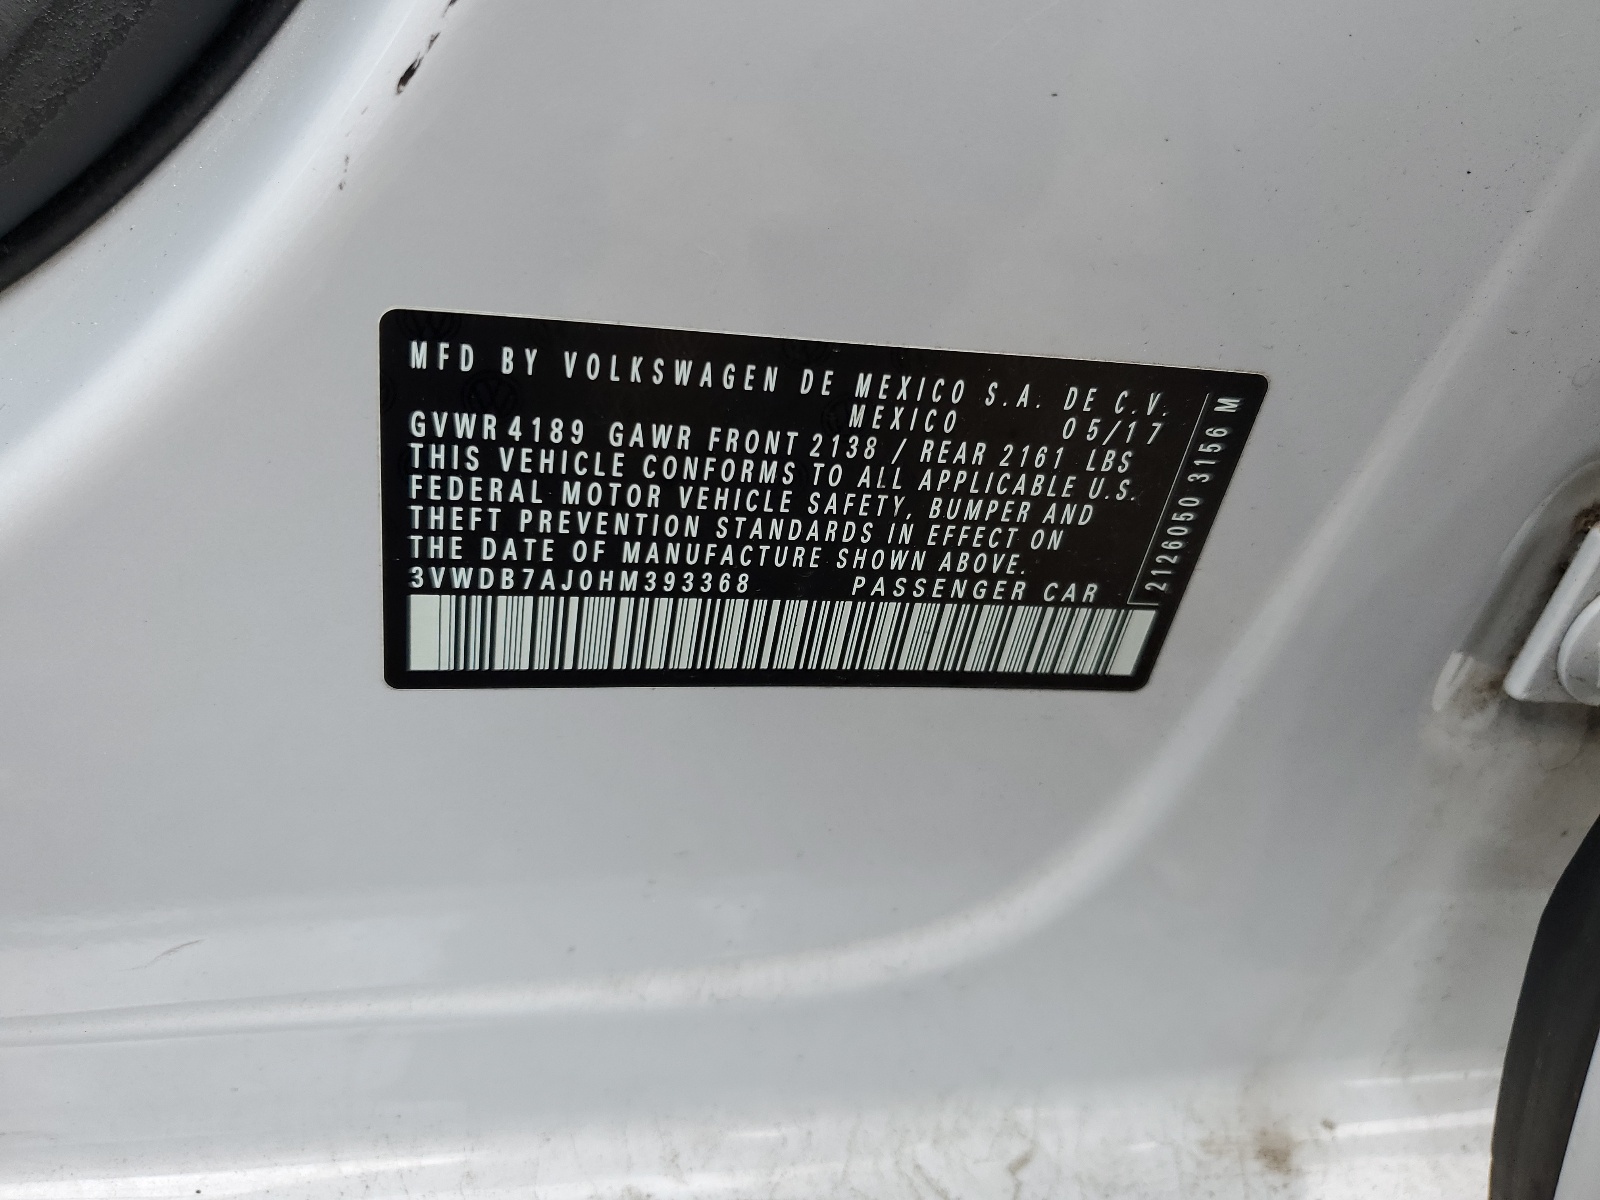 MFD BY VOLKSWAGEN DE MEXICO S.A. DE C.V.
MEXICO 05/17
GVWR 4189 GAWR FRONT 2138 / REAR 2161 LBS
THIS VEHICLE CONFORMS TO ALL APPLICABLE U.S.
FEDERAL MOTOR VEHICLE SAFETY, BUMPER AND
THEFT PREVENTION STANDARDS IN EFFECT ON
THE DATE OF MANUFACTURE SHOWN ABOVE.
3VWDB7AJ0HM393368 PASSENGER CAR
2126050 3156 M